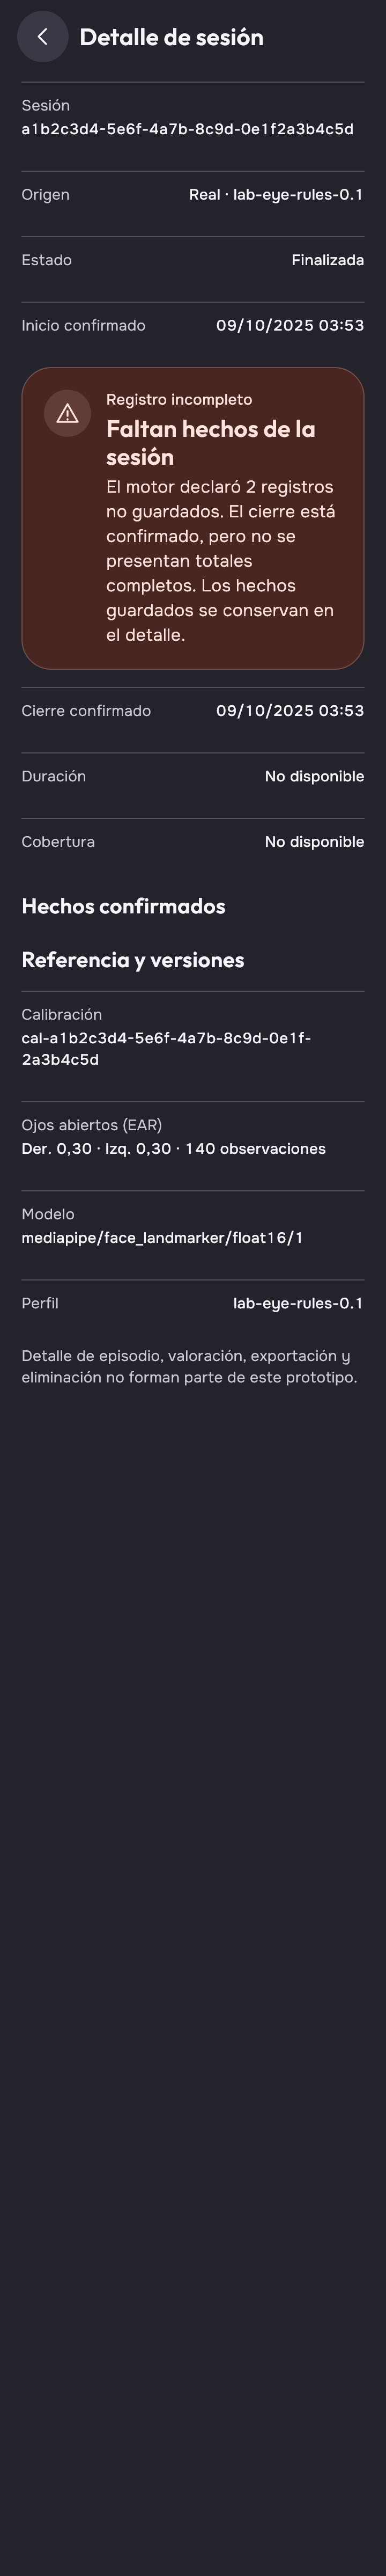 Detalle de sesión
Sesión
a1b2c3d4-5e6f-4a7b-8c9d-0e1f2a3b4c5d
Origen Real · lab-eye-rules-0.1
Estado Finalizada
Inicio confirmado 09/10/2025 03:53
Registro incompleto
Faltan hechos de la
sesión
El motor declaró 2 registros
no guardados. El cierre está
confirmado, pero no se
presentan totales
completos. Los hechos
guardados se conservan en
el detalle.
Cierre confirmado 09/10/2025 03:53
Duración No disponible
Cobertura No disponible
Hechos confirmados
Referencia y versiones
Calibración
cal-a1b2c3d4-5e6f-4a7b-8c9d-0e1f-
2a3b4c5d
Ojos abiertos (EAR)
Der. 0,30 · Izq. 0,30 · 140 observaciones
Modelo
mediapipe/face_landmarker/float16/1
Perfil lab-eye-rules-0.1
Detalle de episodio, valoración, exportación y
eliminación no forman parte de este prototipo.